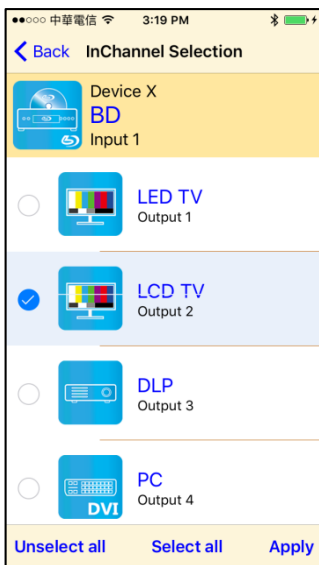 中華電信 3:19 PM
Back InChannel Selection
Device X
BD
Input 1
LED TV
Output 1
LCD TV
Output 2
DLP
Output 3
PC
Output 4
DVI
Unselect all Select all Apply